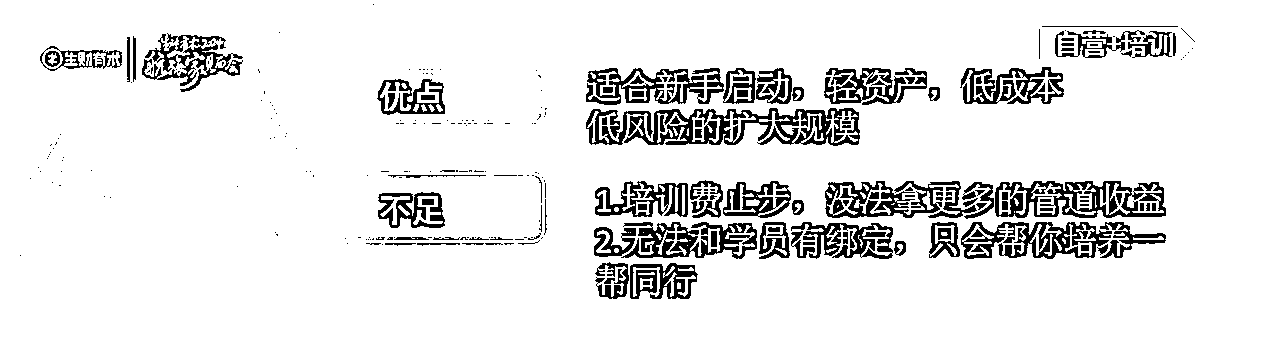 生财有术
自营+培训
优点
适合新手启动，轻资产，低成本
低风险的扩大规模
不足
1.培训费止步，没法拿更多的管道收益
2.无法和学员有绑定，只会帮你培养一
帮同行